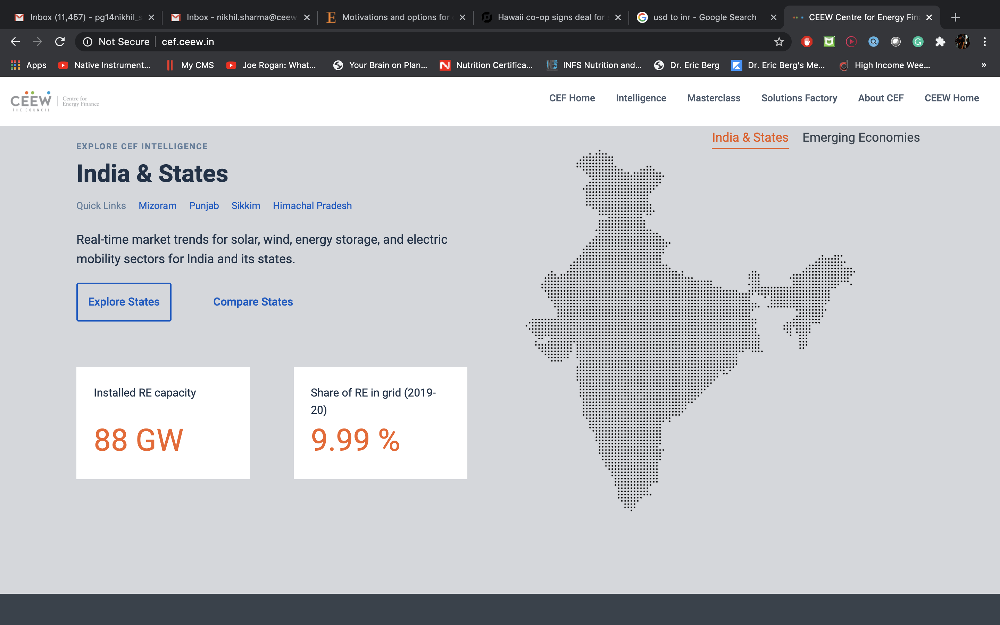 Inbox (11,457) - pg14nikhil_s
Inbox - nikhil.sharma@ceew
Motivations and options for
Hawaii co-op signs deal for
usd to inr - Google Search
CEEW Centre for Energy Fin
Not Secure cef.ceew.in
Apps
Native Instrument...
My CMS
Joe Rogan: What...
Your Brain on Plan...
Nutrition Certifica...
INFS Nutrition and...
Dr. Eric Berg
Dr. Eric Berg's Me...
High Income Wee...
»
CEEW
THE COUNCIL
Centre for
Energy Finance
CEF Home
Intelligence
Masterclass
Solutions Factory
About CEF
CEEW Home
India & States
Emerging Economies
EXPLORE CEF INTELLIGENCE
India & States
Quick Links Mizoram Punjab Sikkim Himachal Pradesh
Real-time market trends for solar, wind, energy storage, and electric
mobility sectors for India and its states.
Explore States
Compare States
Installed RE capacity
88 GW
Share of RE in grid (2019-
20)
9.99 %